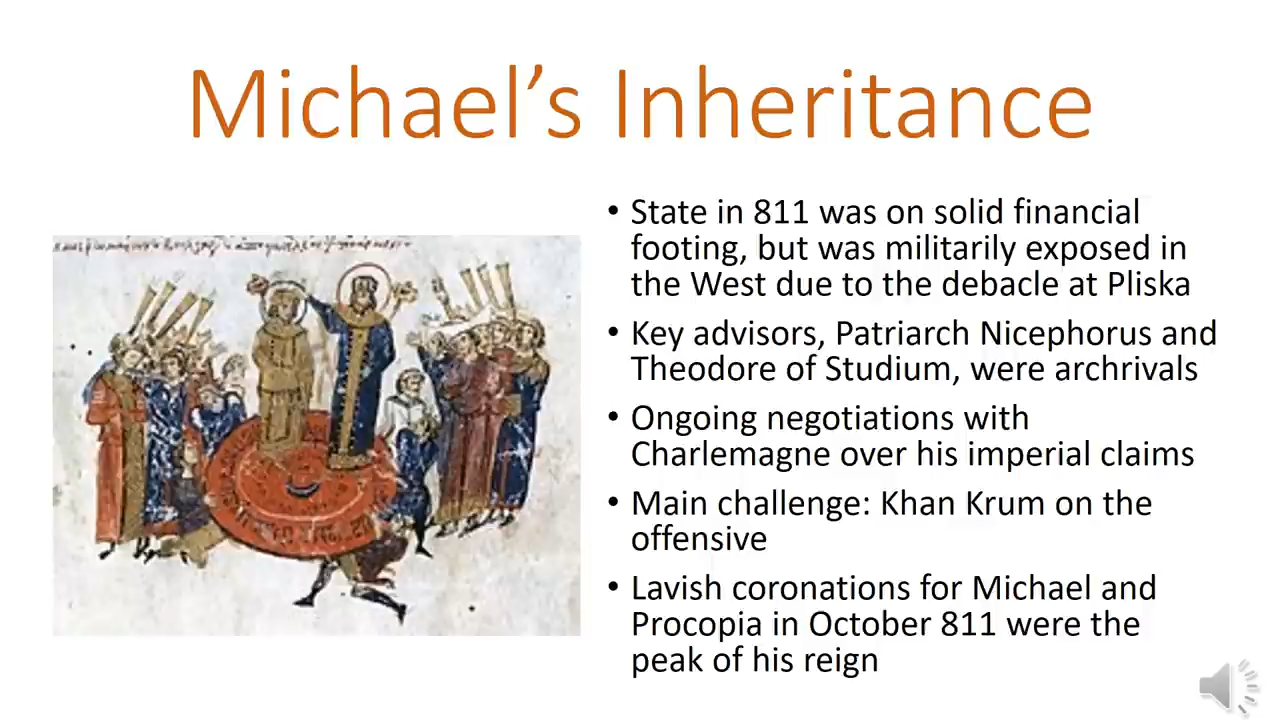 Michael’s Inheritance
• State in 811 was on solid financial
footing, but was militarily exposed in
the West due to the debacle at Pliska
• Key advisors, Patriarch Nicephorus and
Theodore of Studium, were archrivals
• Ongoing negotiations with
Charlemagne over his imperial claims
• Main challenge: Khan Krum on the
offensive
• Lavish coronations for Michael and
Procopia in October 811 were the
peak of his reign